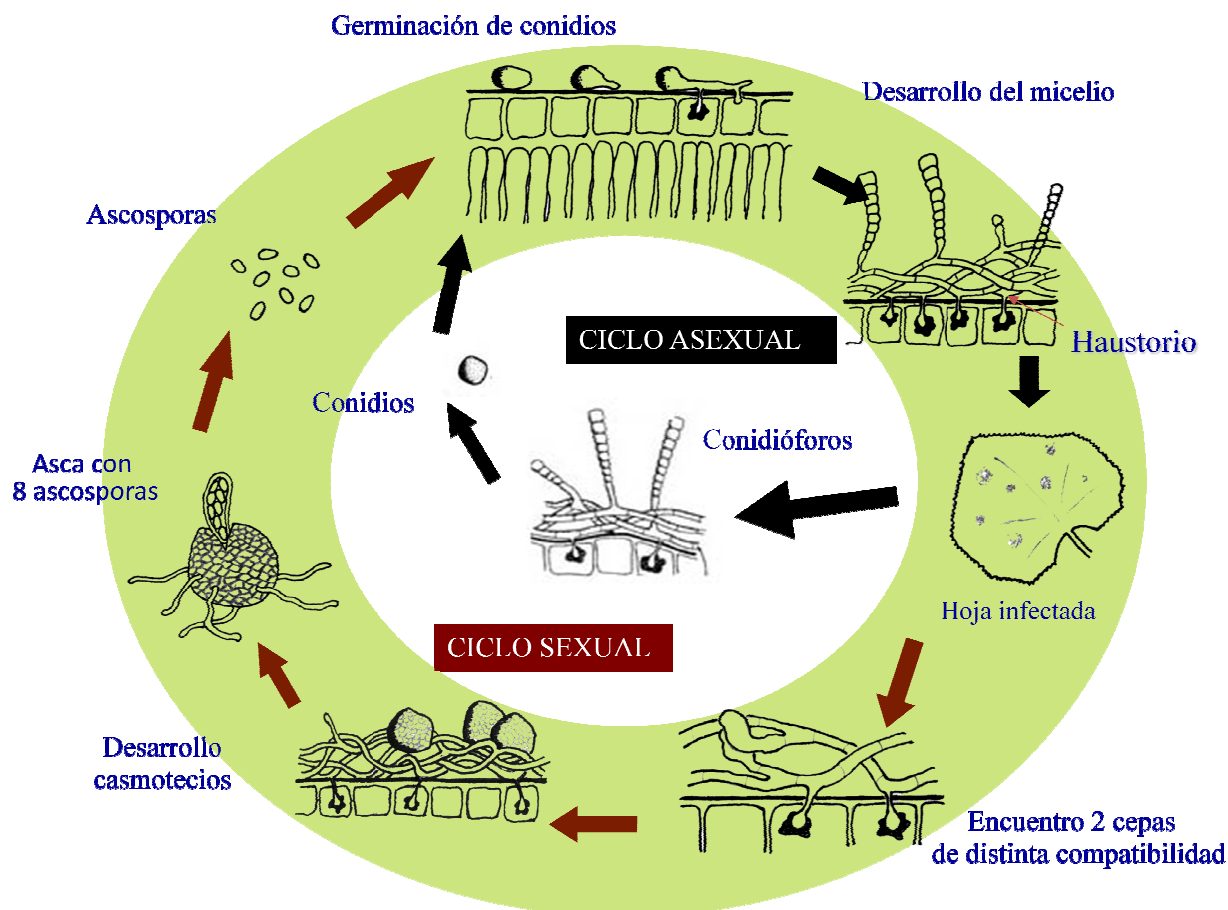 Germinación de conidios
Desarrollo del micelio
Ascosporas
CICLO ASEXUAL
Haustorio
Conidios
Conidióforos
Asca con
8 ascosporas
Hoja infectada
CICLO SEXUAL
Desarrollo
casmotecios
Encuentro 2 cepas
de distinta compatibilidad